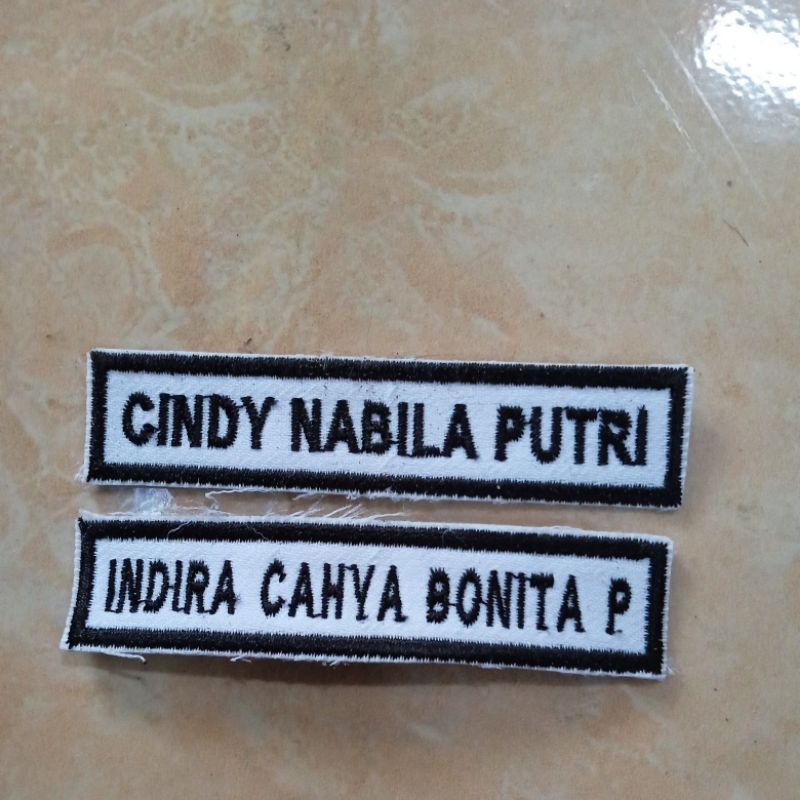 CINDY NABILA PUTRI
INDIRA CAHYA BONITA P